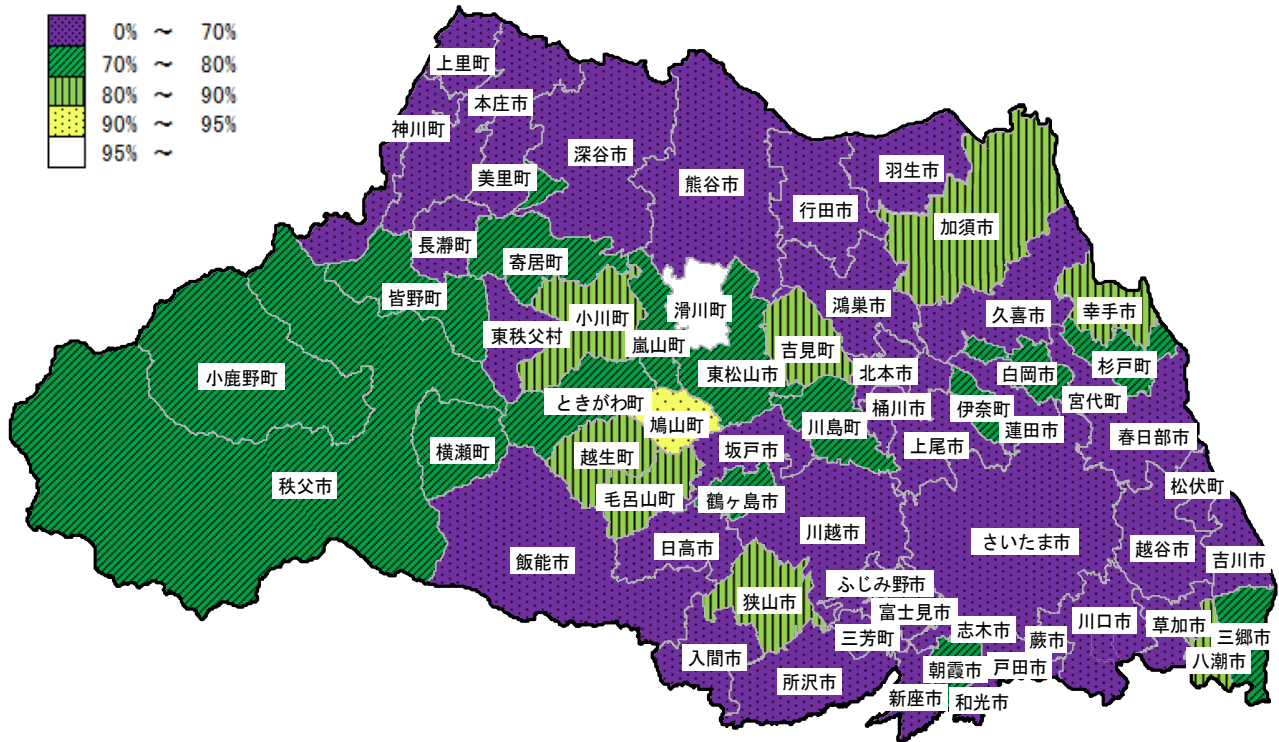 0% ～ 70%
70% ～ 80%
80% ～ 90%
90% ～ 95%
95% ～
上里町
本庄市
神川町
深谷市
美里町
熊谷市
羽生市
行田市
加須市
長瀞町
寄居町
皆野町
滑川町
鴻巣市
久喜市
幸手市
小川町
東秩父村
嵐山町
吉見町
小鹿野町
東松山市
北本市
白岡市
杉戸町
ときがわ町
桶川市
伊奈町
宮代町
鳩山町
川島町
蓮田市
横瀬町
越生町
坂戸市
上尾市
春日部市
秩父市
毛呂山町
鶴ヶ島市
松伏町
川越市
さいたま市
日高市
越谷市
飯能市
吉川市
ふじみ野市
狭山市
富士見市
三芳町
志木市
川口市
草加市
三郷市
蕨市
入間市
朝霞市
戸田市
八潮市
所沢市
新座市
和光市